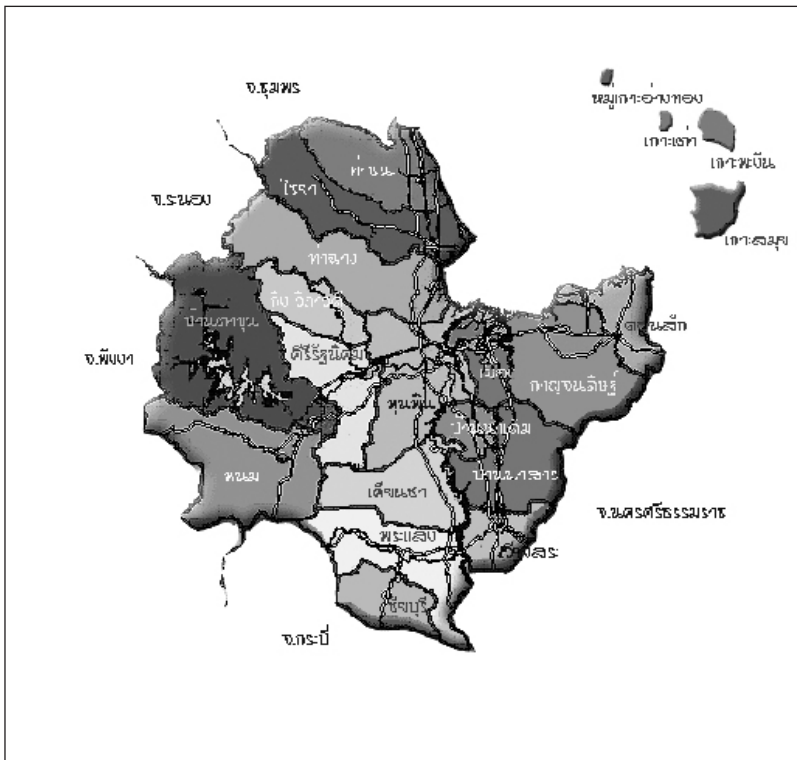 จ.ชุมพร
หมู่เกาะอ่างทอง
เกาะเต่า
เกาะพะงัน
ท่าชนะ
ไชยา
จ.ระนอง
เกาะสมุย
ท่าฉาง
กิ่ง วิภาวดี
บ้านตาขุน
ดอนสัก
คีรีรัฐนิคม
จ.พังงา
เมือง
กาญจนดิษฐ์
พุนพิน
บ้านนาเดิม
พนม
บ้านนาสาร
เคียนซา
จ.นครศรีธรรมราช
พระแสง
เวียงสระ
ชัยบุรี
จ.กระบี่